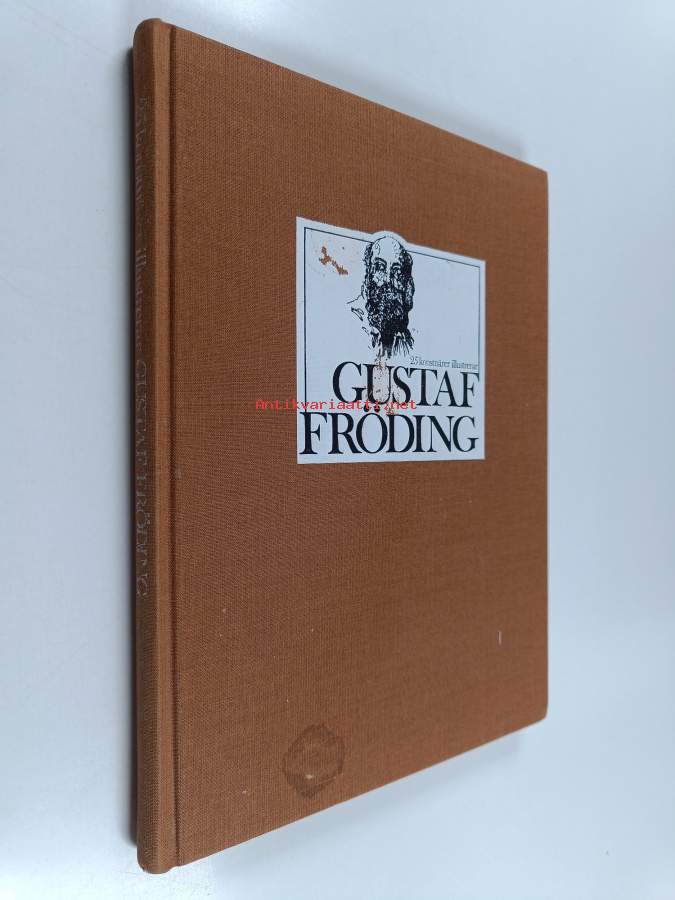 25 konstnärer illustrerar
GUSTAF
FRÖDING
Antikvariaatti.net
GUSTAF FRÖDING